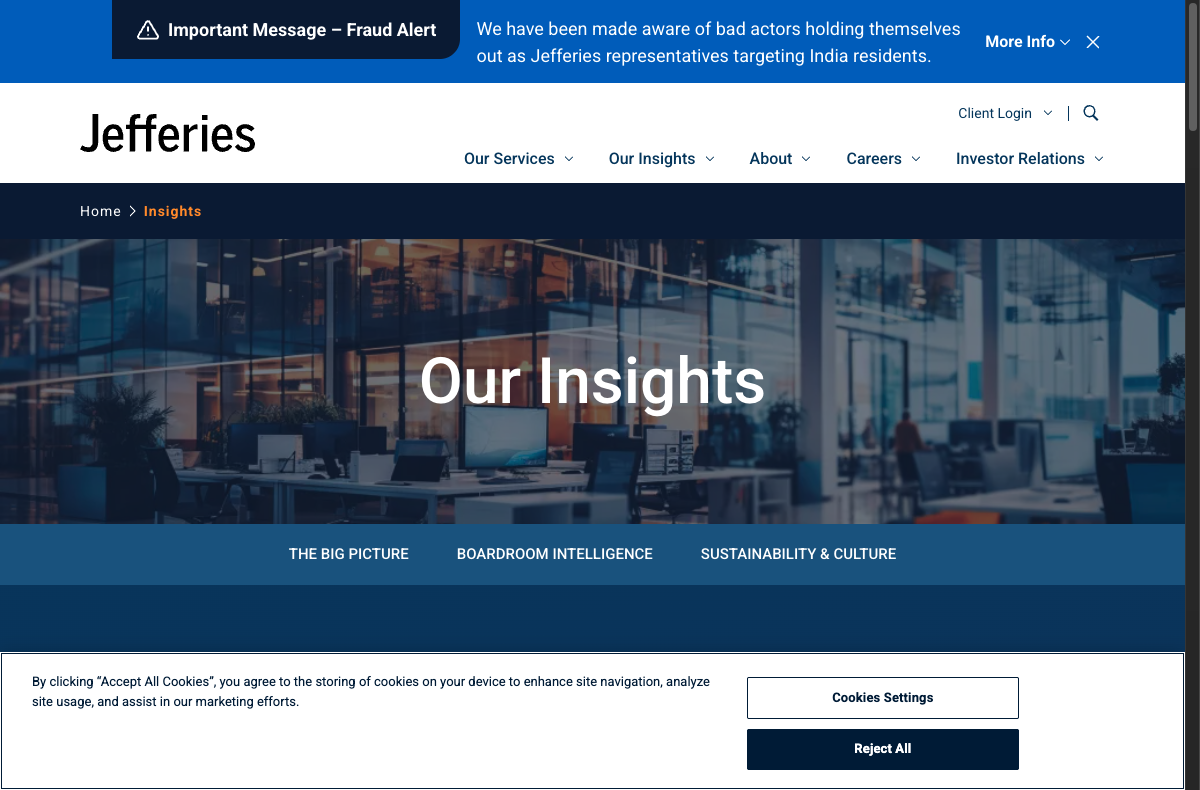 Important Message – Fraud Alert
We have been made aware of bad actors holding themselves
out as Jefferies representatives targeting India residents.
More Info
Jefferies
Client Login
Our Services
Our Insights
About
Careers
Investor Relations
Home
Insights
Our Insights
THE BIG PICTURE
BOARDROOM INTELLIGENCE
SUSTAINABILITY & CULTURE
By clicking “Accept All Cookies”, you agree to the storing of cookies on your device to enhance site navigation, analyze
site usage, and assist in our marketing efforts.
Cookies Settings
Reject All